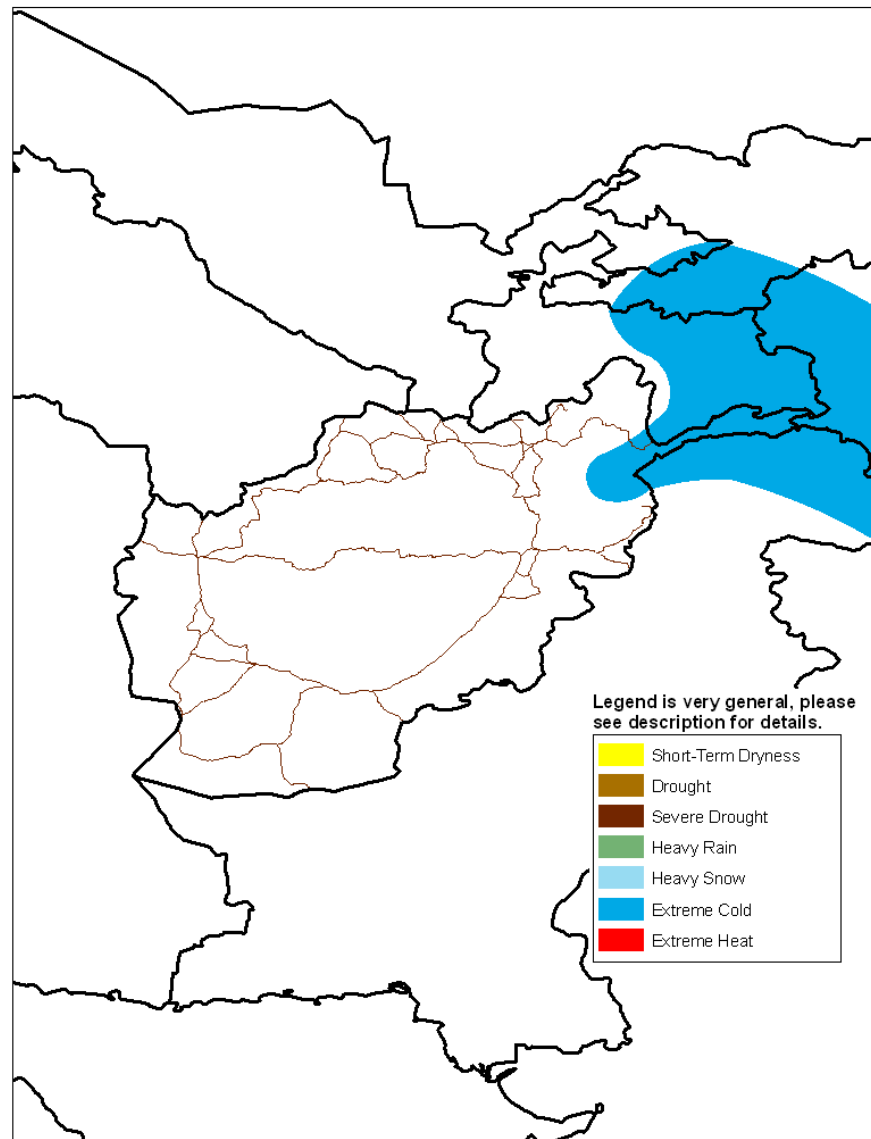 Legend is very general, please
see description for details.
Short-Term Dryness
Drought
Severe Drought
Heavy Rain
Heavy Snow
Extreme Cold
Extreme Heat